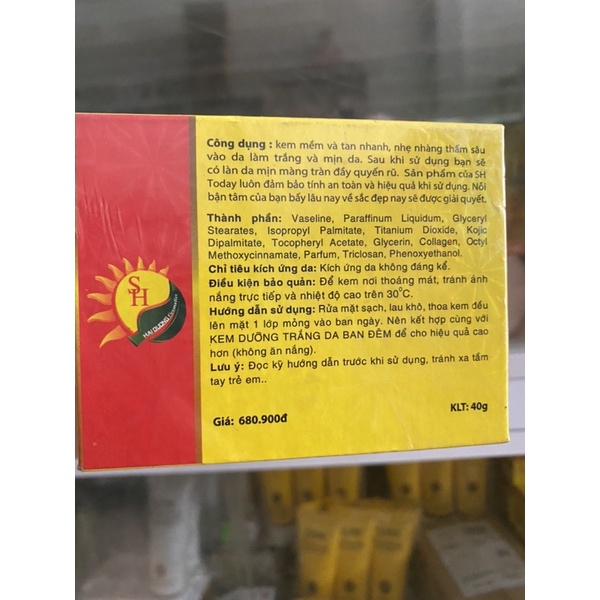 Công dụng : kem mềm và tan nhanh, nhẹ nhàng thấm sâu
vào da làm trắng và mịn da. Sau khi sử dụng bạn sẽ
có làn da mịn màng tràn đầy quyến rũ. Sản phẩm của SH
Today luôn đảm bảo tính an toàn và hiệu quả khi sử dụng. Nỗi
bận tâm của bạn bấy lâu nay về sắc đẹp nay sẽ được giải quyết.
Thành phần: Vaseline, Paraffinum Liquidum, Glyceryl
Stearates, Isopropyl Palmitate, Titanium Dioxide, Kojic
Dipalmitate, Tocopheryl Acetate, Glycerin, Collagen, Octyl
Methoxycinnamate, Parfum, Triclosan, Phenoxyethanol.
Chỉ tiêu kích ứng da: Kích ứng da không đáng kể.
Điều kiện bảo quản: Để kem nơi thoáng mát, tránh ánh
nắng trực tiếp và nhiệt độ cao trên 30°C.
Hướng dẫn sử dụng: Rửa mặt sạch, lau khô, thoa kem đều
lên mặt 1 lớp mỏng vào ban ngày. Nên kết hợp cùng với
KEM DƯỠNG TRẮNG DA BAN ĐÊM để cho hiệu quả cao
hơn (không ăn nắng).
Lưu ý: Đọc kỹ hướng dẫn trước khi sử dụng, tránh xa tầm
tay trẻ em..
Giá: 680.900đ
KLT: 40g
SH
HAI DUONG Cosmetics